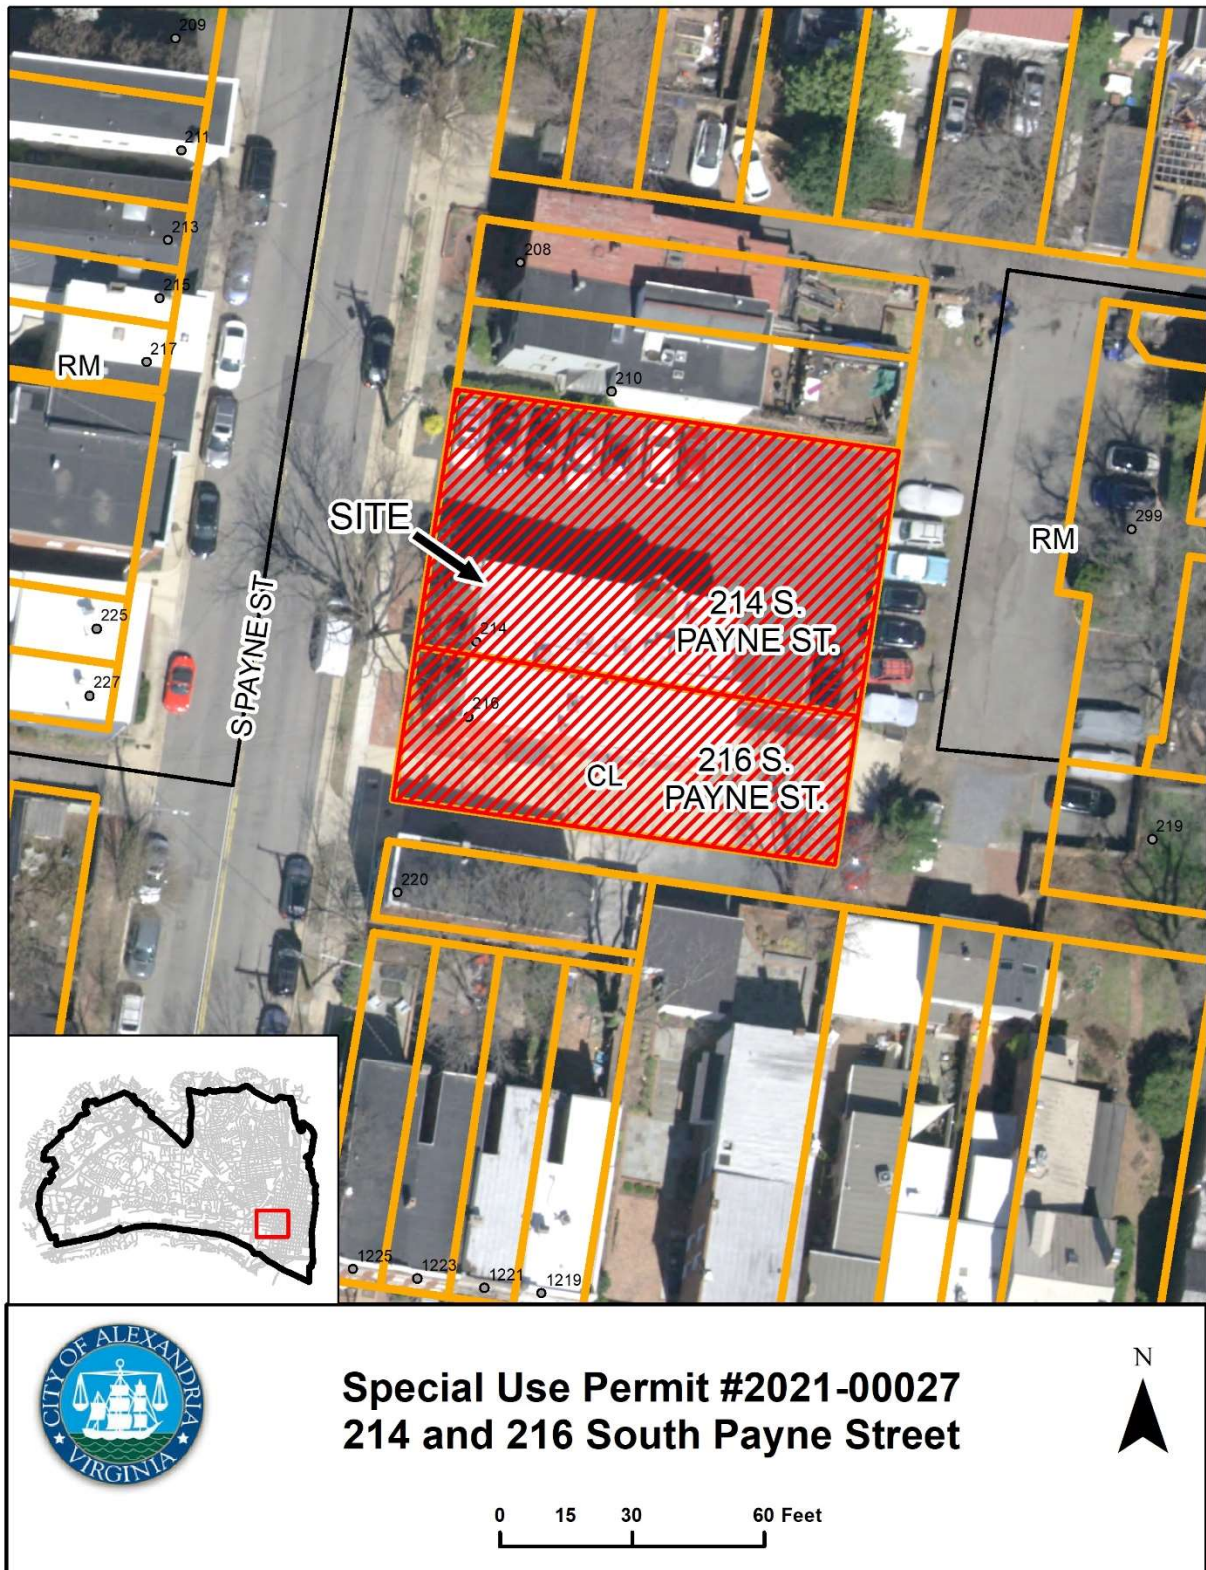 209
211
213
215
217
RM
208
210
SITE
214 S.
PAYNE ST.
214
216
216 S.
PAYNE ST.
CL
S PAYNE ST
225
227
RM
299
219
220
1225
1223
1221
1219
CITY OF ALEXANDRIA
VIRGINIA
Special Use Permit #2021-00027
214 and 216 South Payne Street
N
0 15 30 60 Feet